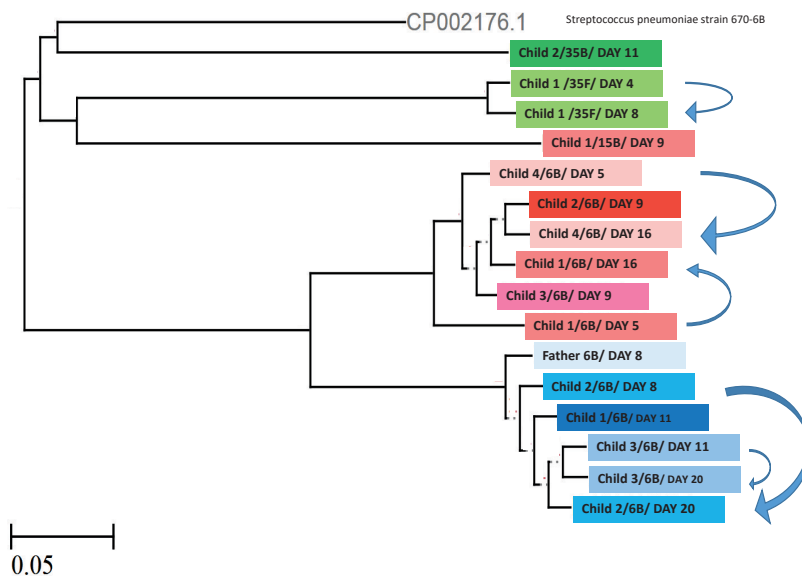 CP002176.1 Streptococcus pneumoniae strain 670-6B
Child 2/35B/ DAY 11
Child 1 /35F/ DAY 4
Child 1 /35F/ DAY 8
Child 1/15B/ DAY 9
Child 4/6B/ DAY 5
Child 2/6B/ DAY 9
Child 4/6B/ DAY 16
Child 1/6B/ DAY 16
Child 3/6B/ DAY 9
Child 1/6B/ DAY 5
Father 6B/ DAY 8
Child 2/6B/ DAY 8
Child 1/6B/ DAY 11
Child 3/6B/ DAY 11
Child 3/6B/ DAY 20
Child 2/6B/ DAY 20
0.05